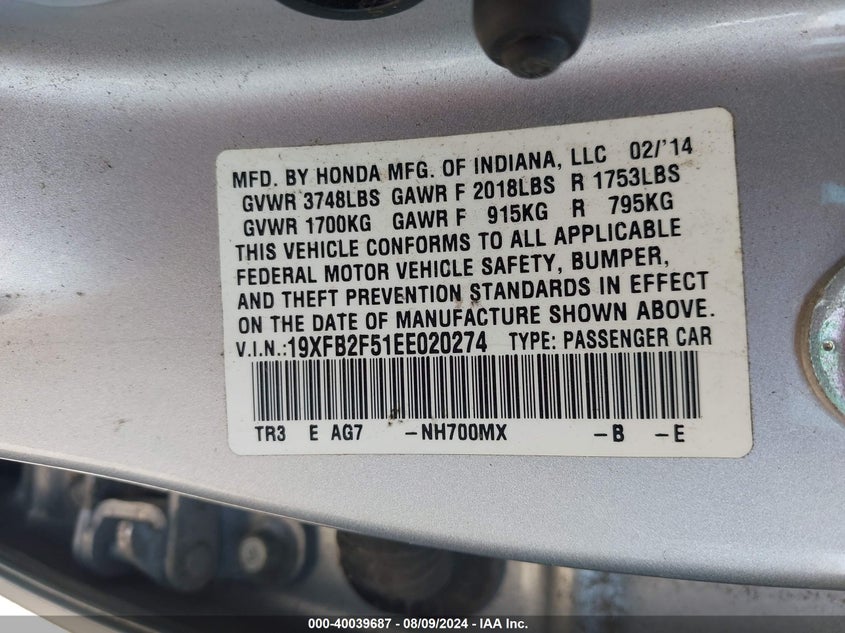 MFD. BY HONDA MFG. OF INDIANA, LLC 02/'14
GVWR 3748LBS GAWR F 2018LBS R 1753LBS
GVWR 1700KG GAWR F 915KG R 795KG
THIS VEHICLE CONFORMS TO ALL APPLICABLE
FEDERAL MOTOR VEHICLE SAFETY, BUMPER,
AND THEFT PREVENTION STANDARDS IN EFFECT
ON THE DATE OF MANUFACTURE SHOWN ABOVE.
V.I.N.:19XFB2F51EE020274 TYPE: PASSENGER CAR
TR3 E AG7 -NH700MX -B -E
000-40039687 - 08/09/2024 - IAA Inc.